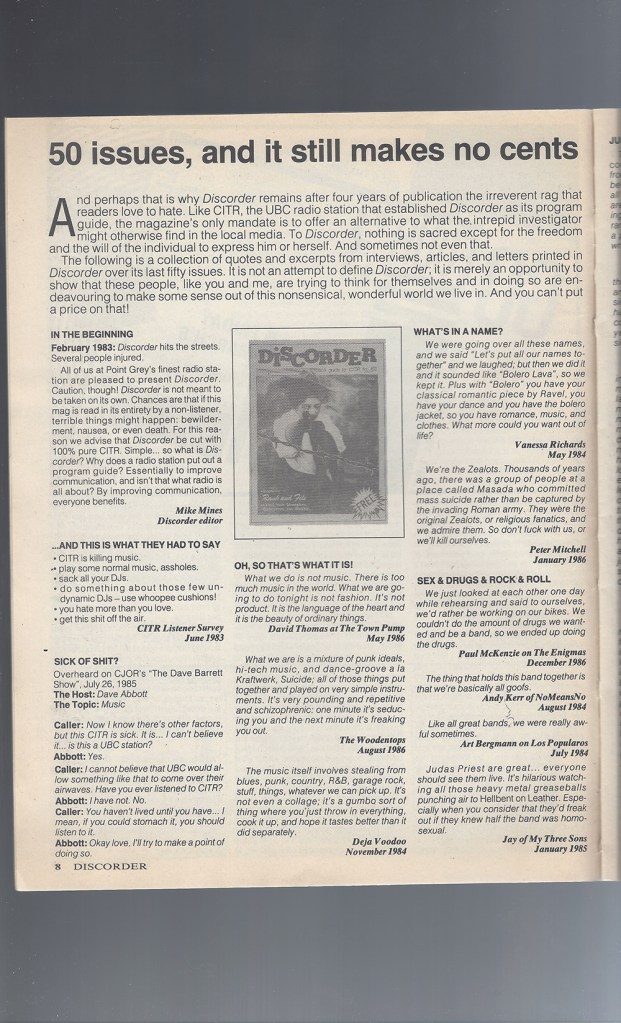 50 issues, and it still makes no cents
And perhaps that is why Discorder remains after four years of publication the irreverent rag that
readers love to hate. Like CITR, the UBC radio station that established Discorder as its program
guide, the magazine's only mandate is to offer an alternative to what the intrepid investigator
might otherwise find in the local media. To Discorder, nothing is sacred except for the freedom
and the will of the individual to express him or herself. And sometimes not even that.
The following is a collection of quotes and excerpts from interviews, articles, and letters printed in
Discorder over its last fifty issues. It is not an attempt to define Discorder; it is merely an opportunity to
show that these people, like you and me, are trying to think for themselves and in doing so are en-
deavouring to make some sense out of this nonsensical, wonderful world we live in. And you can't put
a price on that!
IN THE BEGINNING
February 1983: Discorder hits the streets.
Several people injured.
All of us at Point Grey's finest radio sta-
tion are pleased to present Discorder.
Caution, though! Discorder is not meant to
be taken on its own. Chances are that if this
mag is read in its entirety by a non-listener,
terrible things might happen: bewilder-
ment, nausea, or even death. For this rea-
son we advise that Discorder be cut with
100% pure CITR. Simple... so what is Dis-
corder? Why does a radio station put out a
program guide? Essentially to improve
communication, and isn't that what radio is
all about? By improving communication,
everyone benefits.
Mike Mines
Discorder editor
...AND THIS IS WHAT THEY HAD TO SAY
• CITR is killing music.
• play some normal music, assholes.
• sack all your DJs.
• do something about those few un-
dynamic DJs – use whoopee cushions!
• you hate more than you love.
• get this shit off the air.
CITR Listener Survey
June 1983
SICK OF SHIT?
Overheard on CJOR's "The Dave Barrett
Show", July 26, 1985
The Host: Dave Abbott
The Topic: Music
Caller: Now I know there's other factors,
but this CITR is sick. It is... I can't believe
it... is this a UBC station?
Abbott: Yes.
Caller: I cannot believe that UBC would al-
low something like that to come over their
airwaves. Have you ever listened to CITR?
Abbott: I have not. No.
Caller: You haven't lived until you have... I
mean, if you could stomach it, you should
listen to it.
Abbott: Okay love, I'll try to make a point of
doing so.
8 DISCORDER
DISCORDER
FREE
OH, SO THAT'S WHAT IT IS!
What we do is not music. There is too
much music in the world. What we are go-
ing to do tonight is not fashion. It's not
product. It is the language of the heart and
it is the beauty of ordinary things.
David Thomas at The Town Pump
May 1986
What we are is a mixture of punk ideals,
hi-tech music, and dance-groove a la
Kraftwerk, Suicide; all of those things put
together and played on very simple instru-
ments. It's very pounding and repetitive
and schizophrenic: one minute it's seduc-
ing you and the next minute it's freaking
you out.
The Woodentops
August 1986
The music itself involves stealing from
blues, punk, country, R&B, garage rock,
stuff, things, whatever we can pick up. It's
not even a collage; it's a gumbo sort of
thing where you just throw in everything,
cook it up, and hope it tastes better than it
did separately.
Deja Voodoo
November 1984
WHAT'S IN A NAME?
We were going over all these names,
and we said "Let's put all our names to-
gether" and we laughed; but then we did it
and it sounded like "Bolero Lava", so we
kept it. Plus with "Bolero" you have your
classical romantic piece by Ravel, you
have your dance and you have the bolero
jacket, so you have romance, music, and
clothes. What more could you want out of
life?
Vanessa Richards
May 1984
We're the Zealots. Thousands of years
ago, there was a group of people at a
place called Masada who committed
mass suicide rather than be captured by
the invading Roman army. They were the
original Zealots, or religious fanatics, and
we admire them. So don't fuck with us, or
we'll kill ourselves.
Peter Mitchell
January 1986
SEX & DRUGS & ROCK & ROLL
We just looked at each other one day
while rehearsing and said to ourselves,
we'd rather be working on our bikes. We
couldn't do the amount of drugs we want-
ed and be a band, so we ended up doing
the drugs.
Paul McKenzie on The Enigmas
December 1986
The thing that holds this band together is
that we're basically all goofs.
Andy Kerr of NoMeansNo
August 1984
Like all great bands, we were really aw-
ful sometimes.
Art Bergmann on Los Popularos
July 1984
Judas Priest are great... everyone
should see them live. It's hilarious watch-
ing all those heavy metal greaseballs
punching air to Hellbent on Leather. Espe-
cially when you consider that they'd freak
out if they knew half the band was homo-
sexual.
Jay of My Three Sons
January 1985